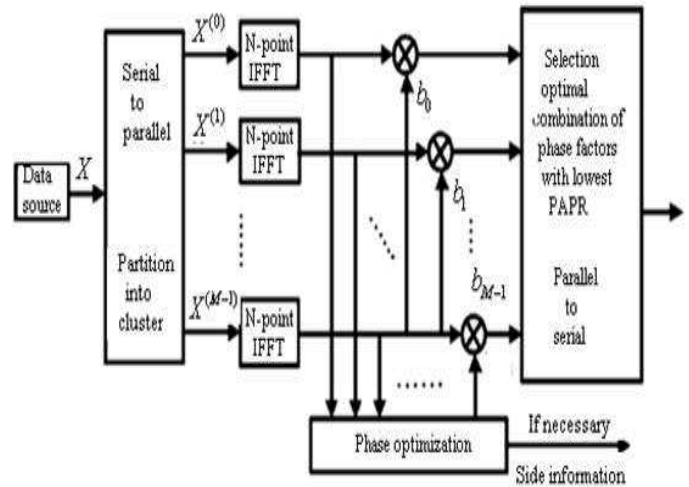 Data
source
X
Serial
to
parallel
Partition
into
cluster
X^(0)
N-point
IFFT
X^(1)
N-point
IFFT
X^(M-1)
N-point
IFFT
b_0
b_1
b_{M-1}
Selection
optimal
combination of
phase factors
with lowest
PAPR
Parallel
to
serial
Phase optimization
If necessary
Side information